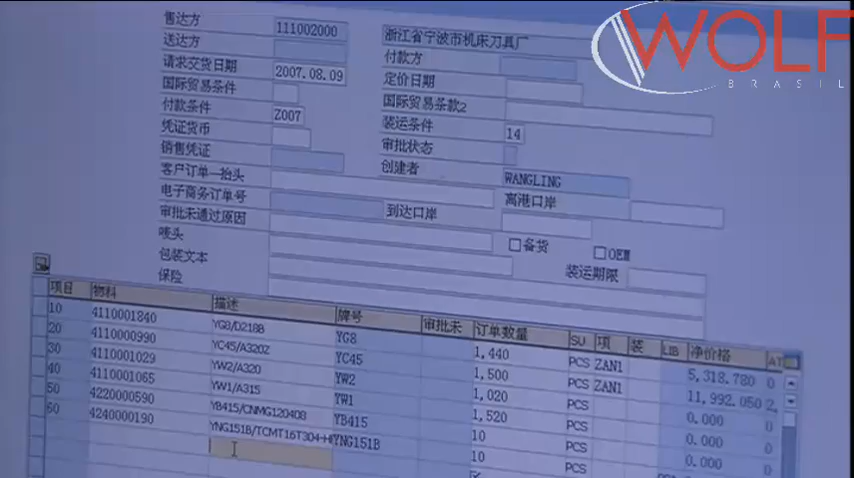 WOLF
BRASIL
售达方 111002000 浙江省宁波市机床刀具厂
送达方 付款方
请求交货日期 2007.08.09 定价日期
国际贸易条件 国际贸易条款2
付款条件 Z007 装运条件 14
凭证货币 审批状态
销售凭证 创建者 WANGLING
客户订单一抬头 离港口岸
电子商务订单号 到达口岸
审批未通过原因
唛头 备货 OEM
包装文本 装运期限
保险
项目 物料 描述 牌号 审批未 订单数量 SU 项 装 LIB 净价格
10 4110001840 YG8/D218B YG8 1,440 PCS ZAN1 5,318.780 0
20 4110000990 YC45/A320Z YC45 1,500 PCS ZAN1 11,992.050 2,
30 4110001029 YW2/A320 YW2 1,020 PCS 0.000
40 4110001065 YW1/A315 YW1 1,520 PCS 0.000
50 4220000590 YB415/CNMG120408 YB415 10 PCS 0.000
60 4240000190 YNG151B/TCMT16T304-H YNG151B 10 PCS